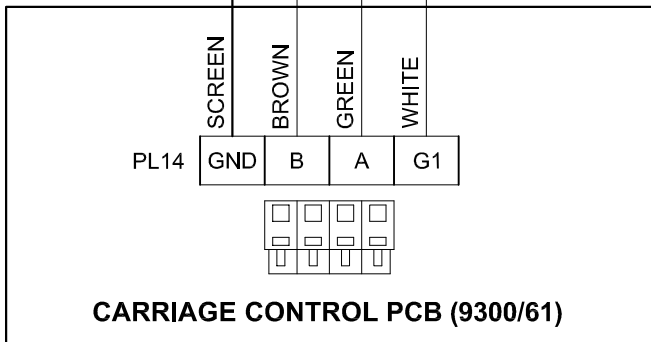 SCREEN
BROWN
GREEN
WHITE
PL14 GND B A G1
CARRIAGE CONTROL PCB (9300/61)